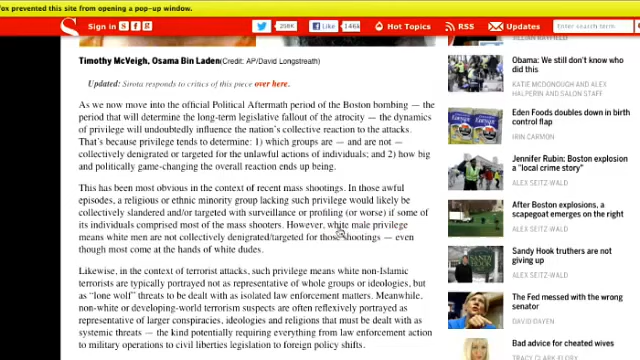 fox prevented this site from opening a pop-up window.
S Sign in Like Hot Topics RSS Updates Enter search term
Timothy McVeigh, Osama Bin Laden(Credit: AP/David Longstreath)
Updated: Sirota responds to critics of this piece over here.
As we now move into the official Political Aftermath period of the Boston bombing — the
period that will determine the long-term legislative fallout of the atrocity — the dynamics
of privilege will undoubtedly influence the nation's collective reaction to the attacks.
That's because privilege tends to determine: 1) which groups are — and are not —
collectively denigrated or targeted for the unlawful actions of individuals; and 2) how big
and politically game-changing the overall reaction ends up being.
This has been most obvious in the context of recent mass shootings. In those awful
episodes, a religious or ethnic minority group lacking such privilege would likely be
collectively slandered and/or targeted with surveillance or profiling (or worse) if some of
its individuals comprised most of the mass shooters. However, white male privilege
means white men are not collectively denigrated/targeted for those shootings — even
though most come at the hands of white dudes.
Likewise, in the context of terrorist attacks, such privilege means white non-Islamic
terrorists are typically portrayed not as representative of whole groups or ideologies, but
as "lone wolf" threats to be dealt with as isolated law enforcement matters. Meanwhile,
non-white or developing-world terrorism suspects are often reflexively portrayed as
representative of larger conspiracies, ideologies and religions that must be dealt with as
systemic threats — the kind potentially requiring everything from law enforcement action
to military operations to civil liberties legislation to foreign policy shifts.
Obama: We still don't know who
did this
KATIE MCDONOUGH AND ALEX
HALPERIN AND SALON STAFF
Eden Foods doubles down in birth
control flap
IRIN CARMON
Jennifer Rubin: Boston explosion
a "local crime story"
ALEX SEITZ-WALD
After Boston explosions, a
scapegoat emerges on the right
ALEX SEITZ-WALD
Sandy Hook truthers are not
giving up
ALEX SEITZ-WALD
The Fed messed with the wrong
senator
DAVID DAYEN
Bad advice for cheated wives
TRACY CLARK-FLORY